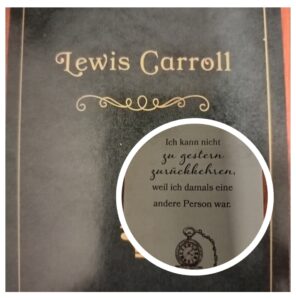 Lewis Carroll
Ich kann nicht
zu gestern
zurückkehren,
weil ich damals eine
andere Person war.